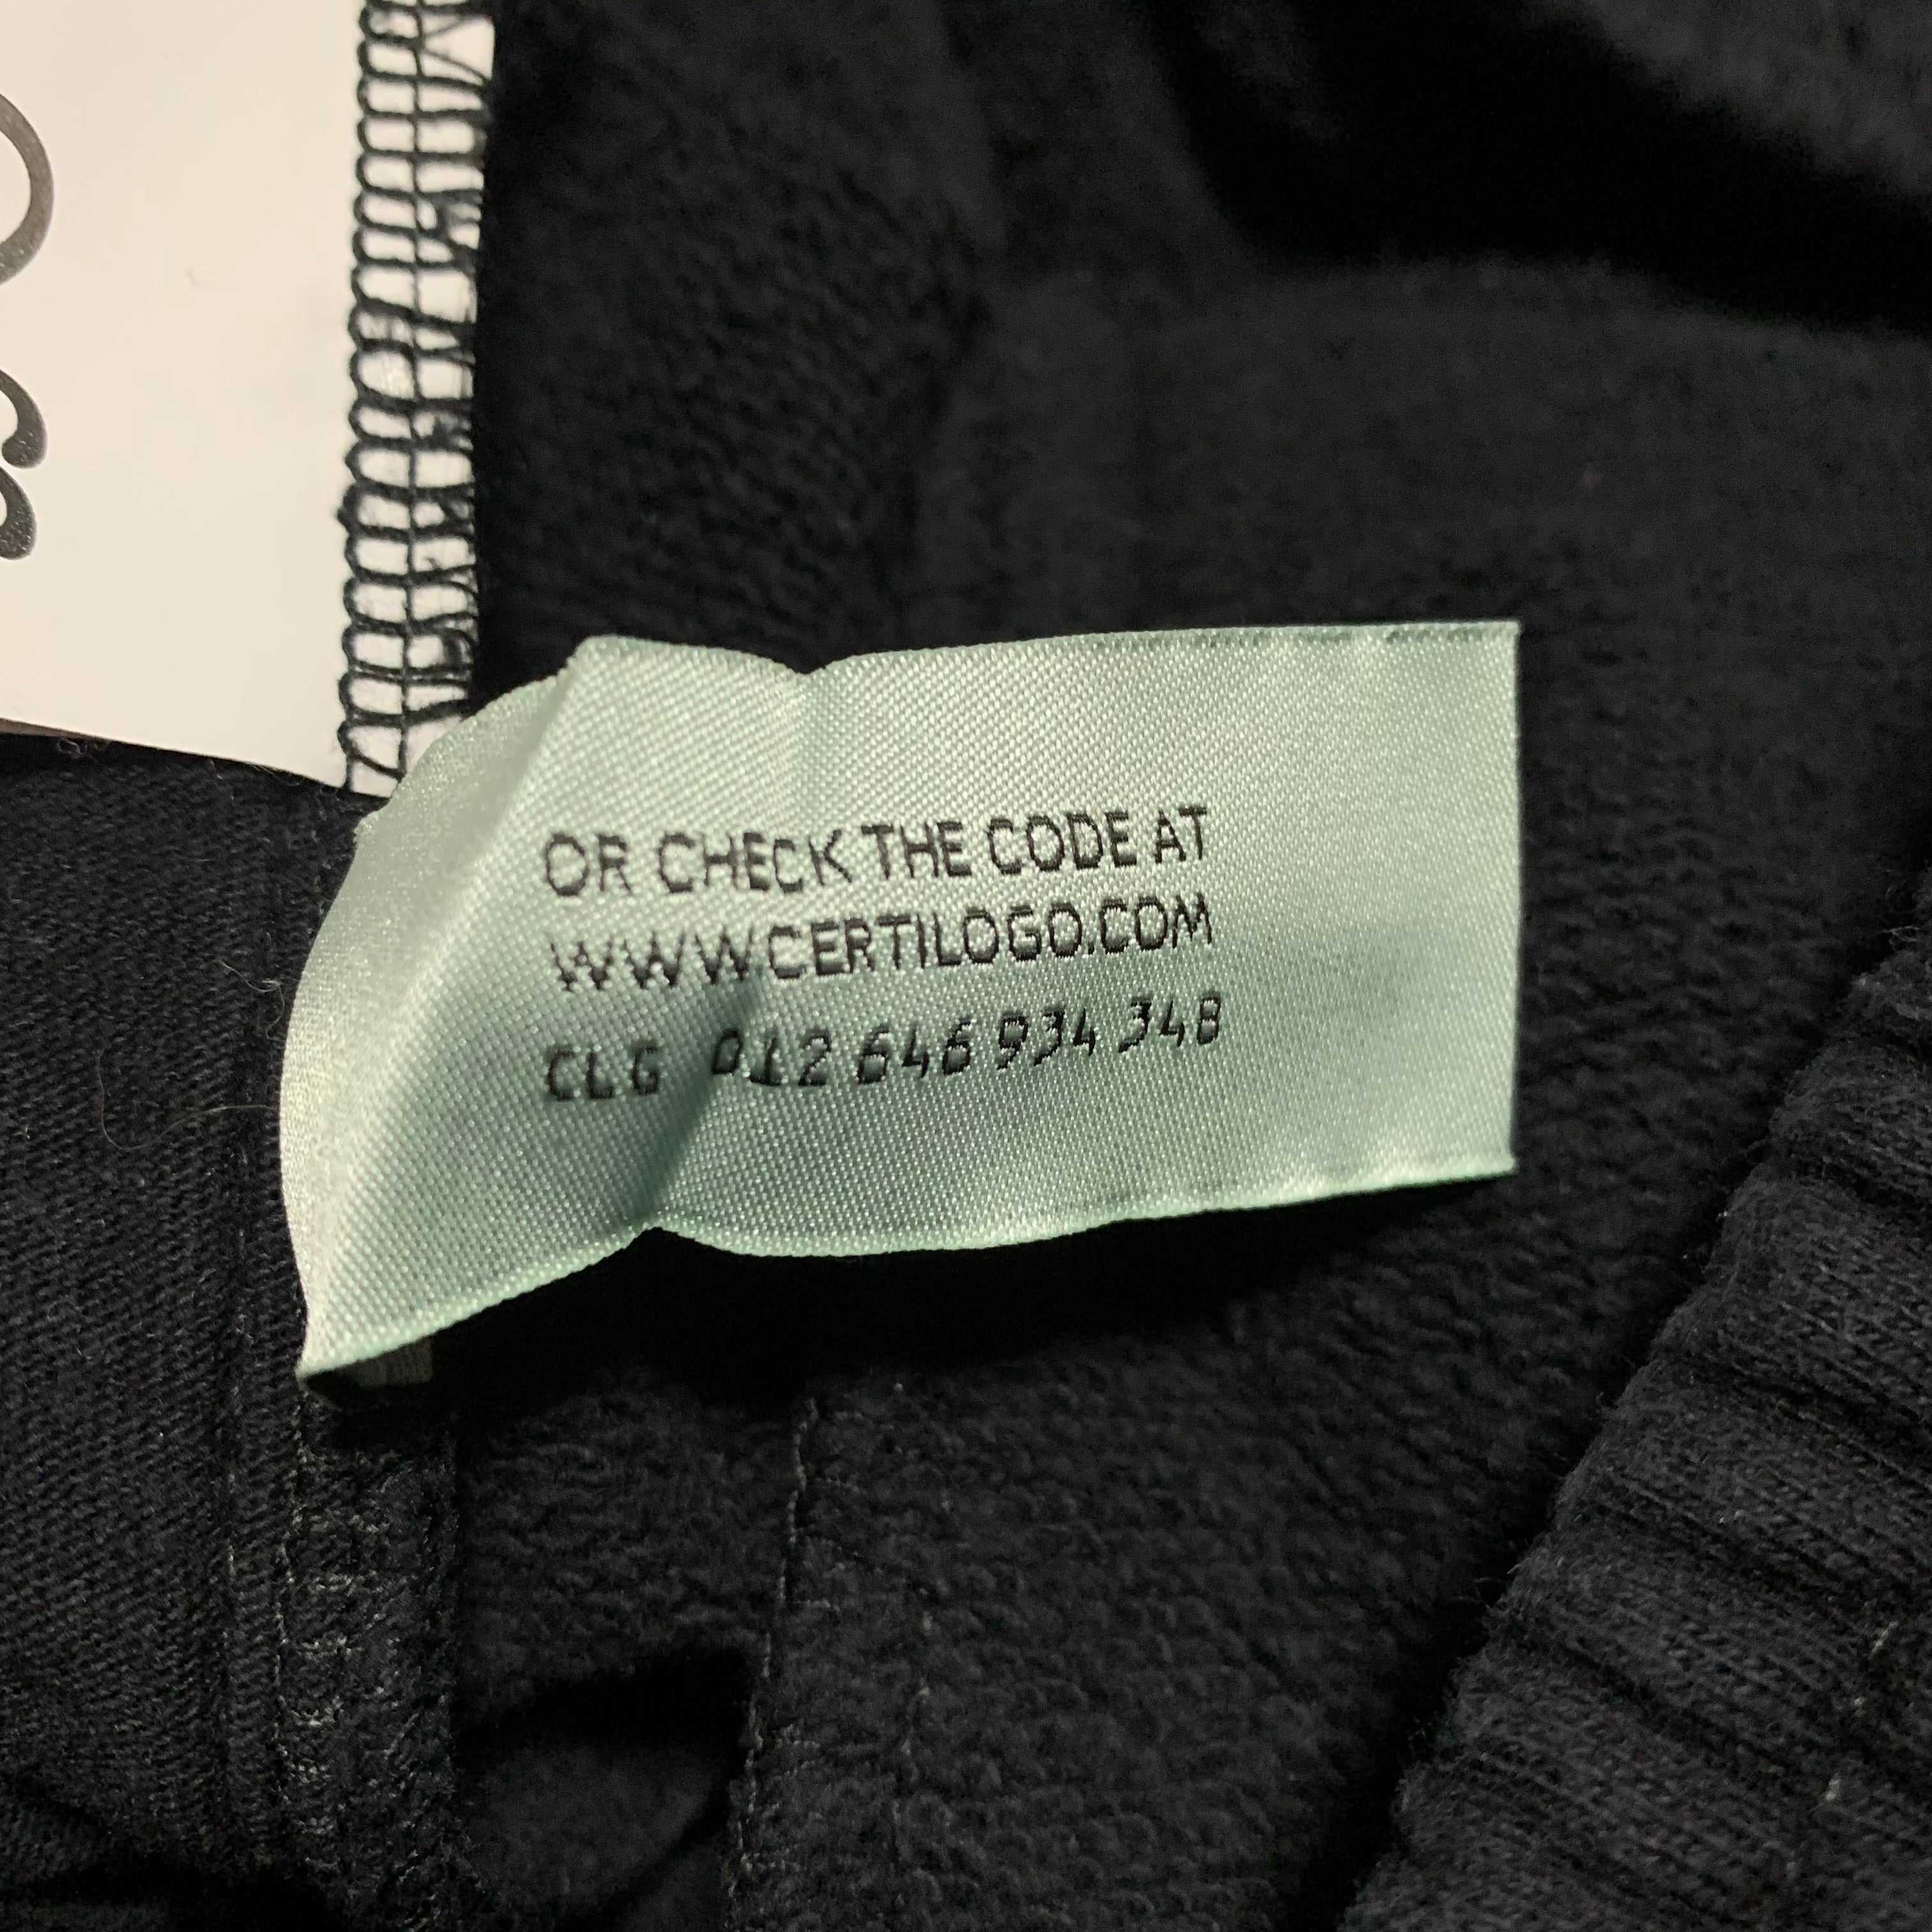 OR CHECK THE CODE AT
WWW.CERTILOGO.COM
CLG 012 646 934 348